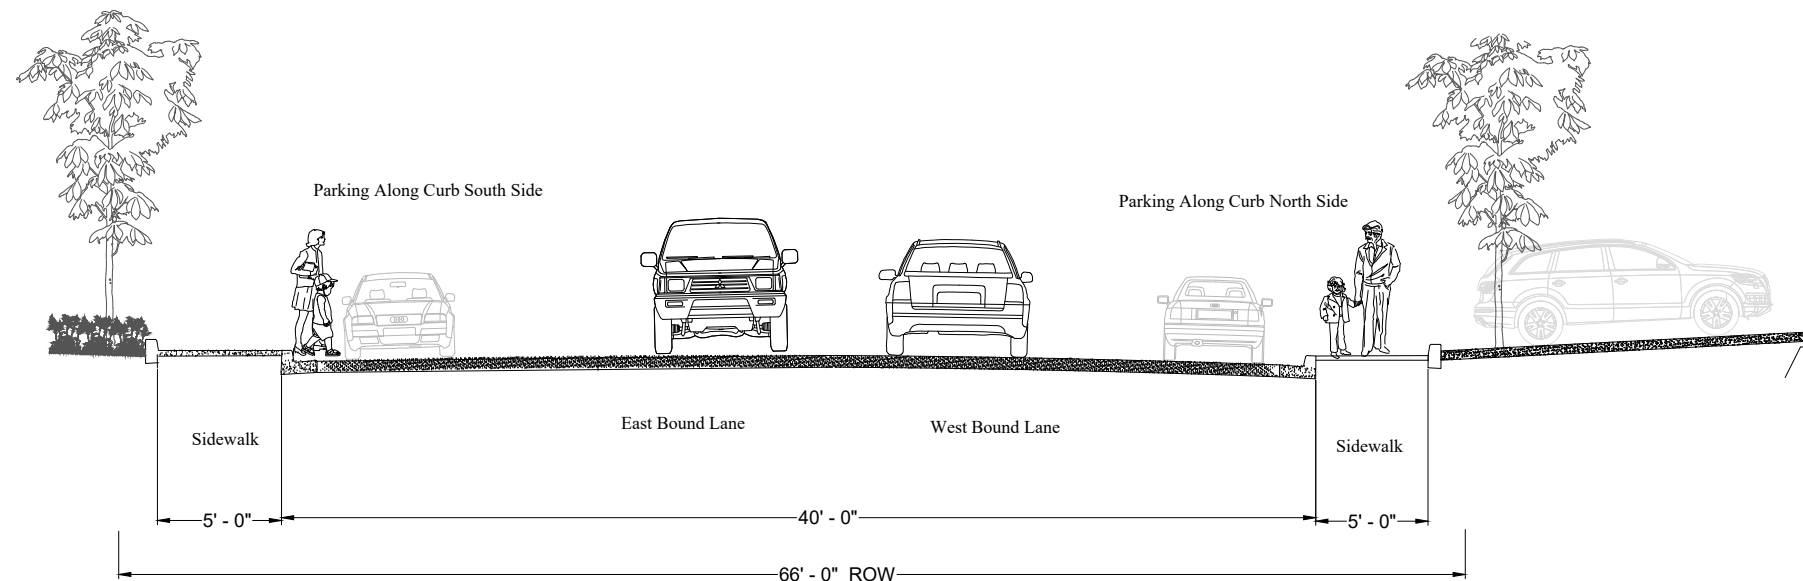 Parking Along Curb South Side
Parking Along Curb North Side
East Bound Lane
West Bound Lane
Sidewalk
Sidewalk
5' - 0"
40' - 0"
5' - 0"
66' - 0" ROW